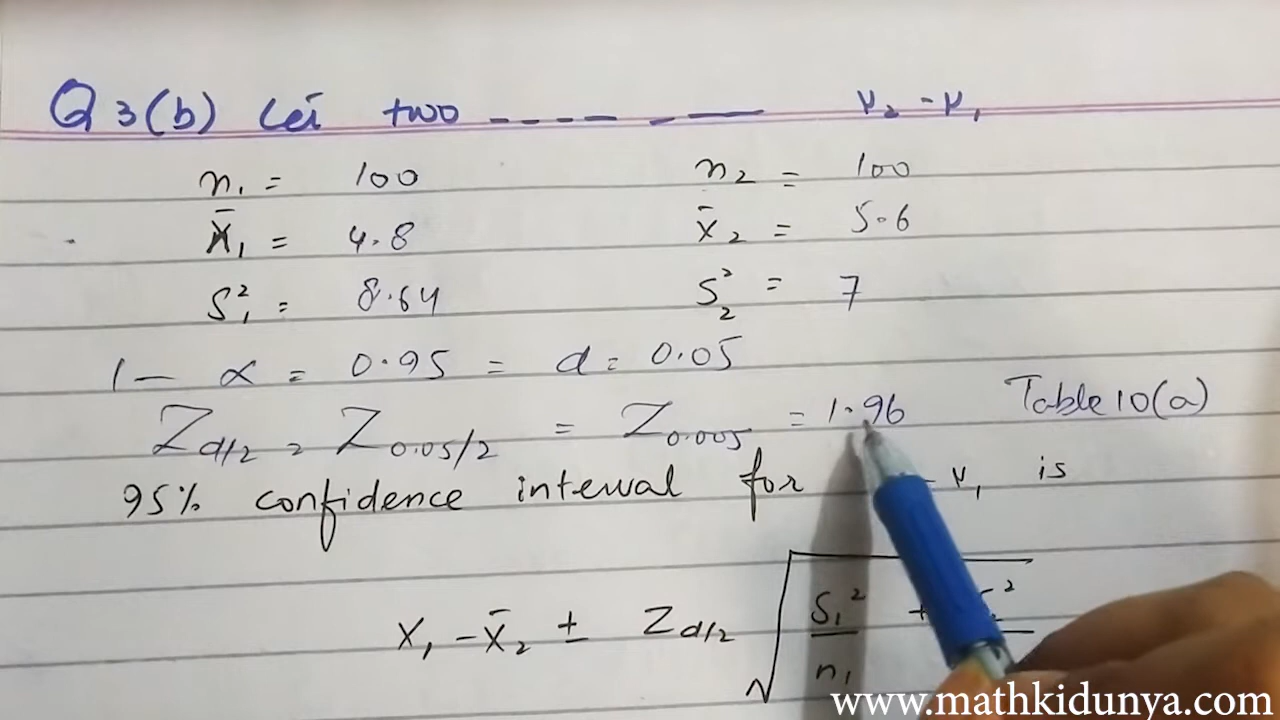 Q3(b) Let two ---- - — μ₂ - μ₁
n₁ = 100 n₂ = 100
X̄₁ = 4.8 x̄₂ = 5.6
S₁² = 8.64 S₂² = 7
1 - α = 0.95 = α = 0.05
Zα/2 = Z0.05/2 = Z0.005 = 1.96 Table 10(a)
95% confidence interval for - μ₁ is
X₁ - X̄₂ ± Zα/2 √ S₁²/n₁ +
www.mathkidunya.com